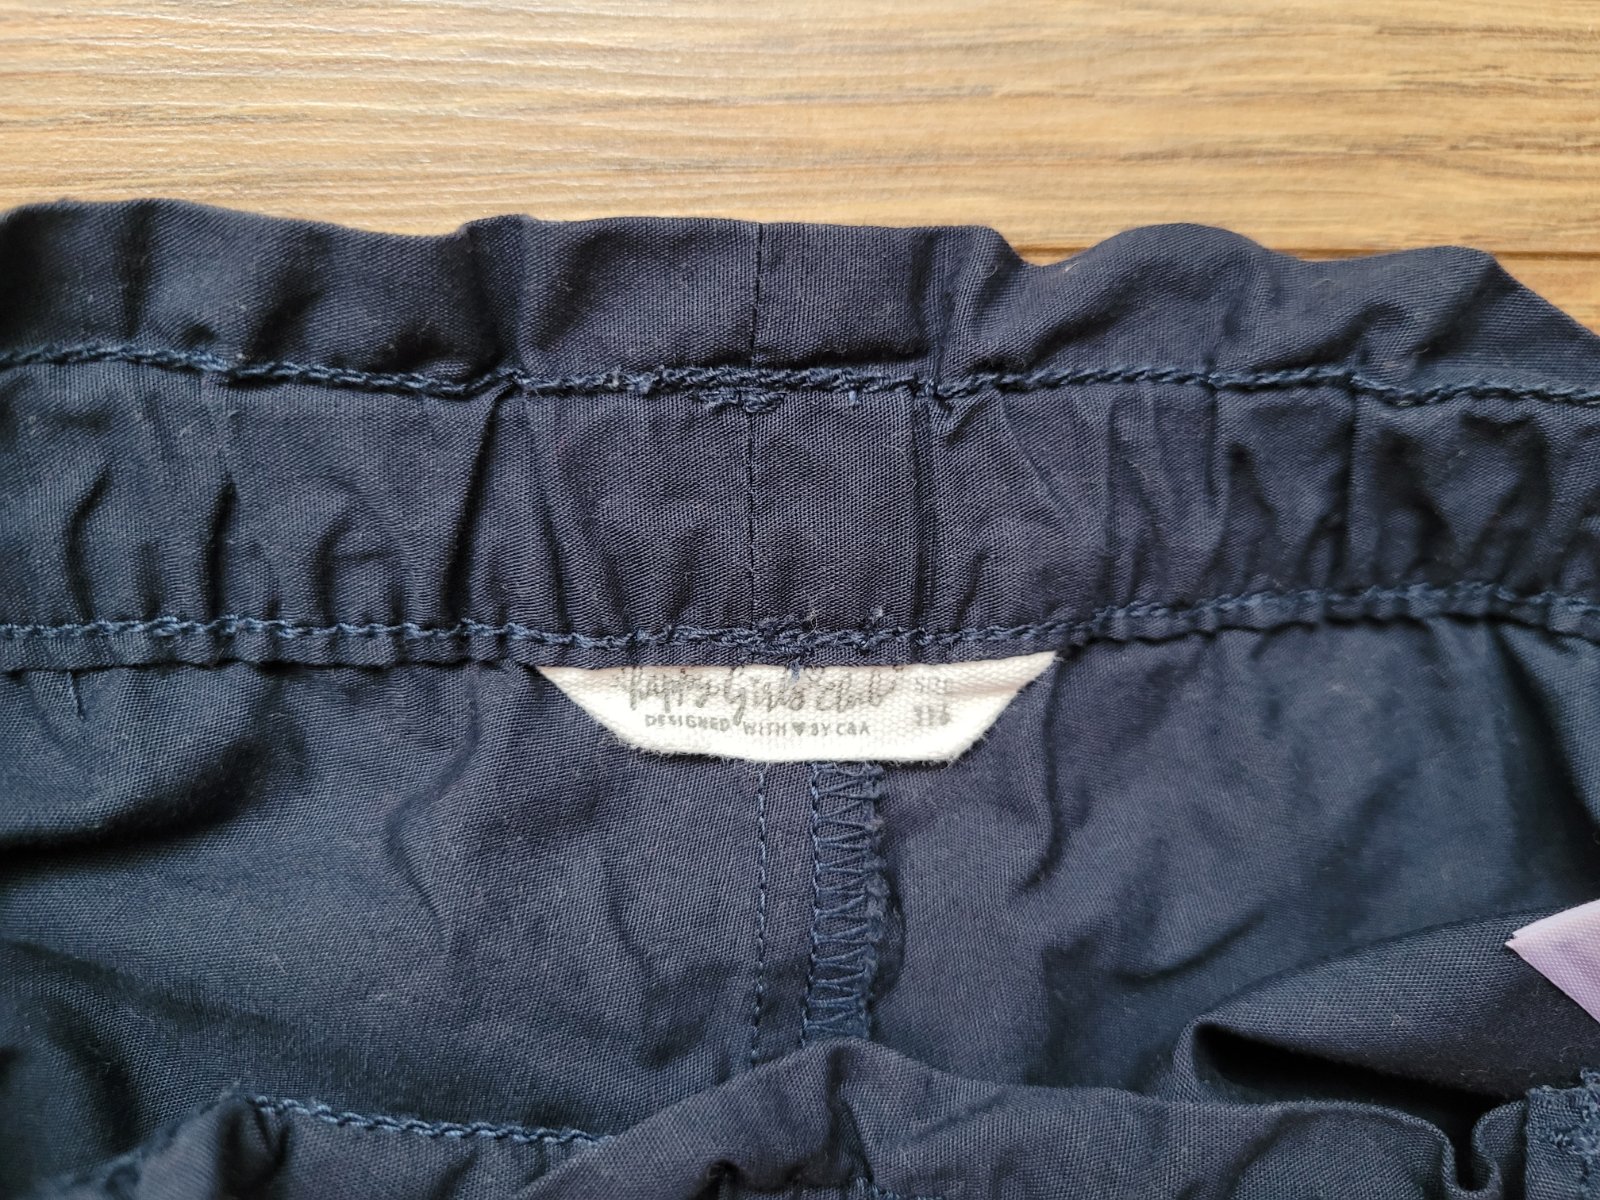 happy Girls Club
DESIGNED WITH ♥ BY C&A
116